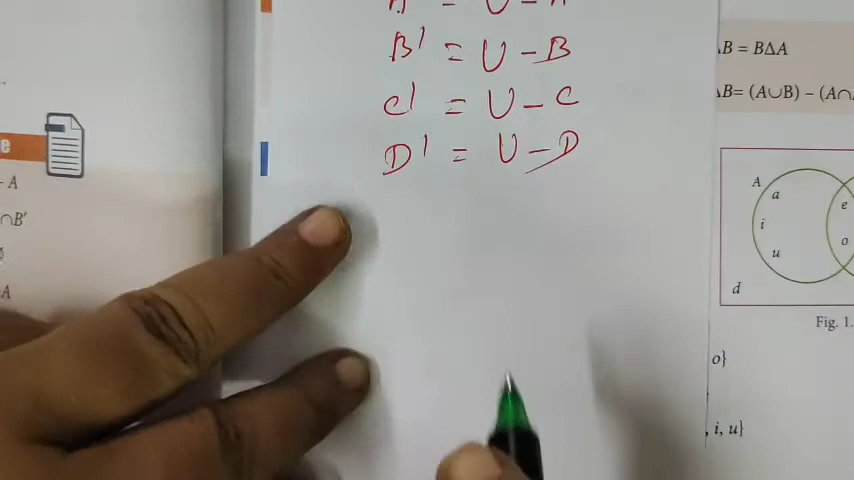 B' = U - B
C' = U - C
D' = U - D
e
- A
∩B'
A
B = BΔA
B= (A∪B) – (A∩
A
a
i
u
e
o
d
Fig. 1.
o}
, i, u}